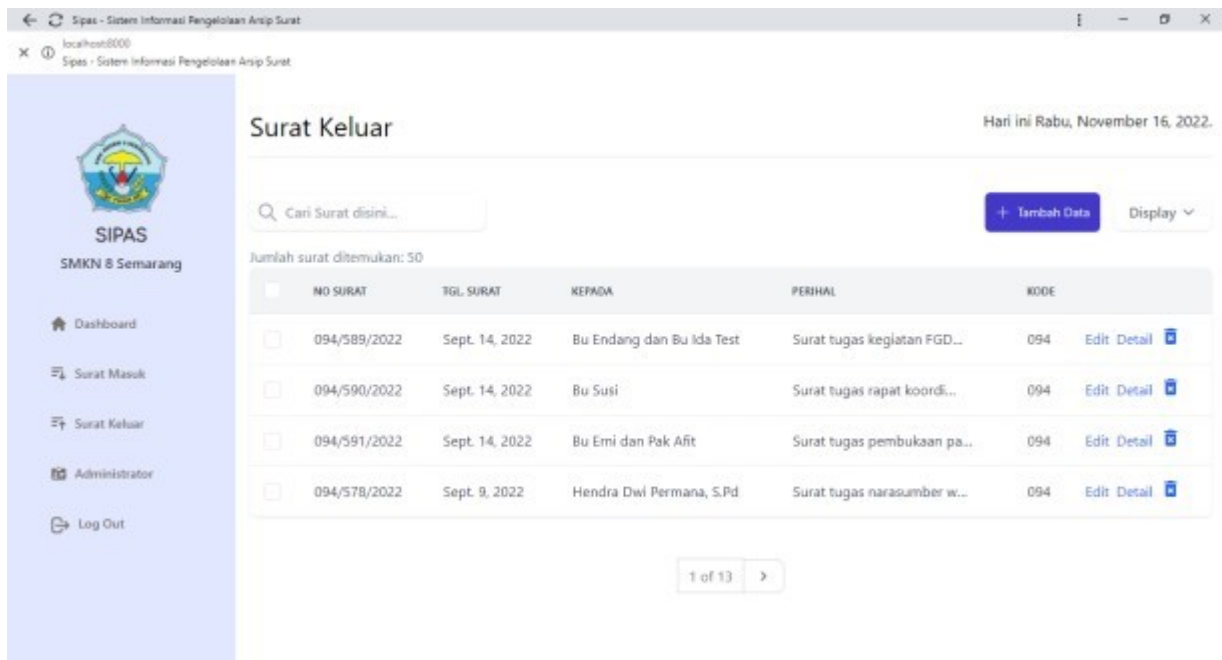 Sipas - Sistem Informasi Pengelolaan Arsip Surat
localhost:8000
Sipas - Sistem Informasi Pengelolaan Arsip Surat
Surat Keluar
Hari ini Rabu, November 16, 2022.
SIPAS
SMKN 8 Semarang
Cari Surat disini...
+ Tambah Data
Display
Jumlah surat ditemukan: 50
NO SURAT TGL. SURAT KEPADA PERIHAL KODE
Dashboard
094/589/2022 Sept. 14, 2022 Bu Endang dan Bu Ida Test Surat tugas kegiatan FGD... 094 Edit Detail
Surat Masuk
094/590/2022 Sept. 14, 2022 Bu Susi Surat tugas rapat koordi... 094 Edit Detail
Surat Keluar
094/591/2022 Sept. 14, 2022 Bu Erni dan Pak Afit Surat tugas pembukaan pa... 094 Edit Detail
Administrator
094/578/2022 Sept. 9, 2022 Hendra Dwi Permana, S.Pd Surat tugas narasumber w... 094 Edit Detail
Log Out
1 of 13